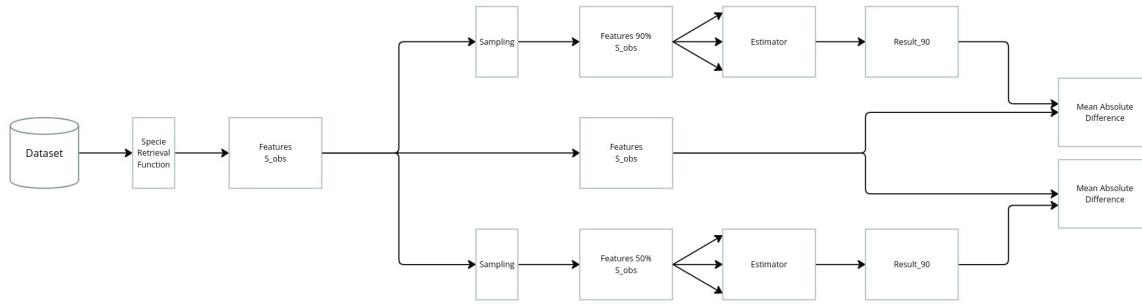 Sampling
Features 90%
S_obs
Estimator
Result_90
Mean Absolute
Difference
Dataset
Specie
Retrieval
Function
Features
S_obs
Features
S_obs
Mean Absolute
Difference
Sampling
Features 50%
S_obs
Estimator
Result_90